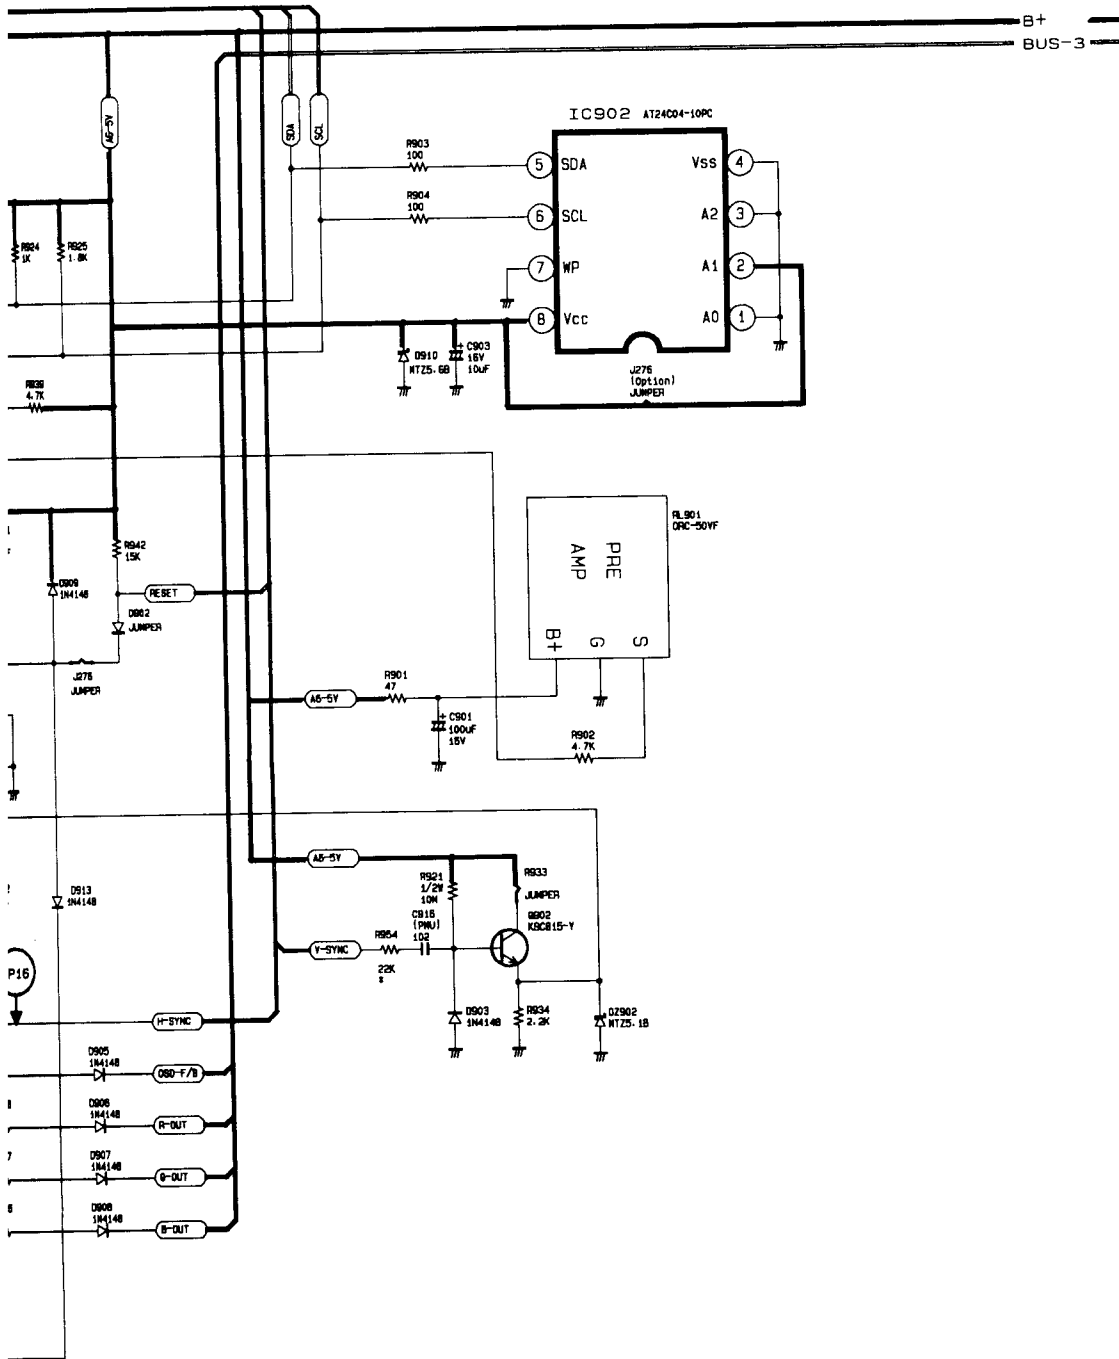 B+
BUS-3
IC902 AT24C04-10PC
A6-5V
SDA
SCL
R903
100
R904
100
5 SDA
6 SCL
7 WP
8 Vcc
Vss 4
A2 3
A1 2
A0 1
R924
1K
R925
1.8K
D910
MTZ5.6B
C903
16V
10uF
J276
(Option)
JUMPER
R939
4.7K
RL901
ORC-50VF
PRE
AMP
B+
G
S
R942
15K
D909
1N4148
RESET
D962
JUMPER
J275
JUMPER
A6-5V
R901
47
C901
100uF
16V
R902
4.7K
A6-5V
R921
1/2W
10M
R933
JUMPER
C916
(PMU)
102
Q902
KSC815-Y
D913
1N4148
V-SYNC
R954
22K
P16
D903
1N4148
R934
2.2K
DZ902
MTZ5.1B
H-SYNC
D905
1N4148
OSD-F/B
D906
1N4148
R-OUT
D907
1N4148
G-OUT
D908
1N4148
B-OUT